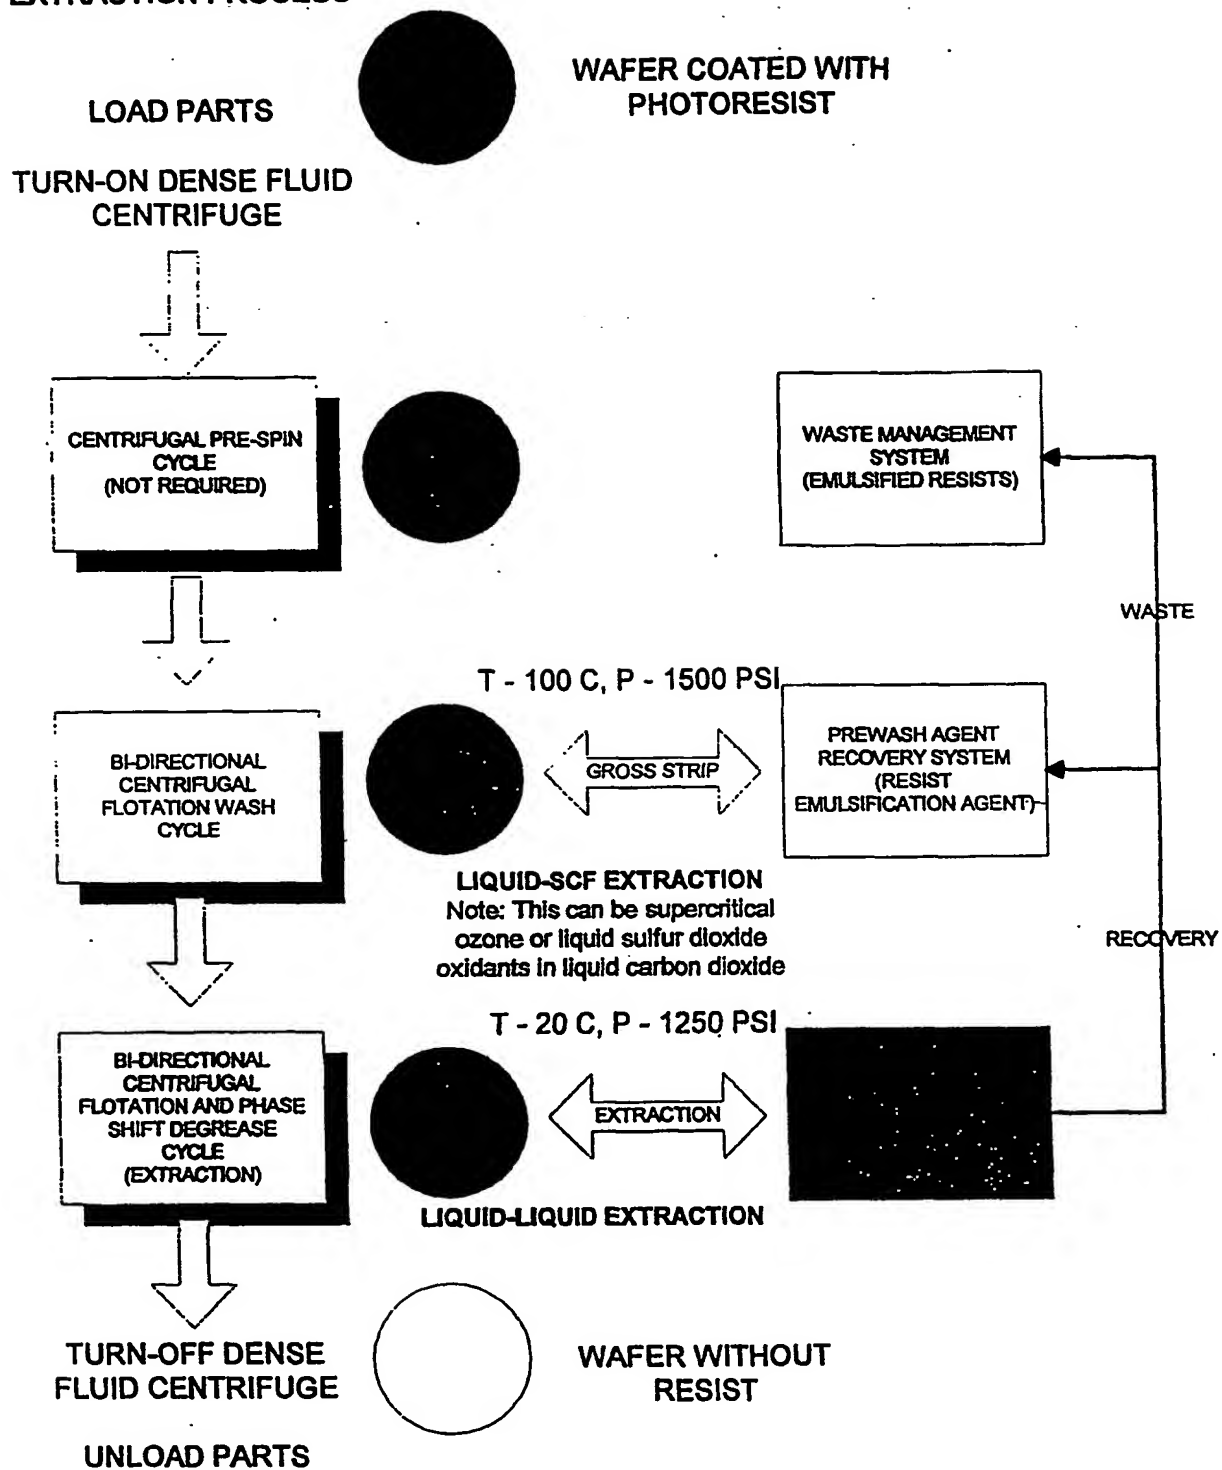 EXTRACTION PROCESS
WAFER COATED WITH
PHOTORESIST
LOAD PARTS
TURN-ON DENSE FLUID
CENTRIFUGE
CENTRIFUGAL PRE-SPIN
CYCLE
(NOT REQUIRED)
WASTE MANAGEMENT
SYSTEM
(EMULSIFIED RESISTS)
WASTE
T - 100 C, P - 1500 PSI
BI-DIRECTIONAL
CENTRIFUGAL
FLOTATION WASH
CYCLE
GROSS STRIP
PREWASH AGENT
RECOVERY SYSTEM
(RESIST
EMULSIFICATION AGENT)
LIQUID-SCF EXTRACTION
Note: This can be supercritical
ozone or liquid sulfur dioxide
oxidants in liquid carbon dioxide
RECOVERY
T - 20 C, P - 1250 PSI
BI-DIRECTIONAL
CENTRIFUGAL
FLOTATION AND PHASE
SHIFT DEGREASE
CYCLE
(EXTRACTION)
EXTRACTION
LIQUID-LIQUID EXTRACTION
TURN-OFF DENSE
FLUID CENTRIFUGE
WAFER WITHOUT
RESIST
UNLOAD PARTS